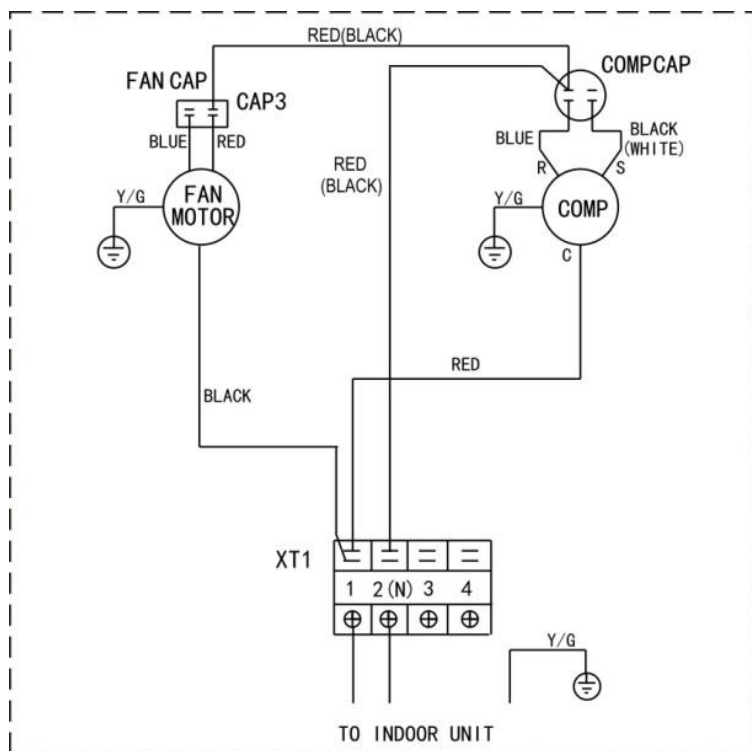 RED(BLACK)
FAN CAP
CAP3
COMPCAP
BLUE
RED
BLUE
BLACK
(WHITE)
RED
(BLACK)
R
S
Y/G
FAN
MOTOR
Y/G
COMP
C
RED
BLACK
XT1
1 2(N) 3 4
Y/G
TO INDOOR UNIT